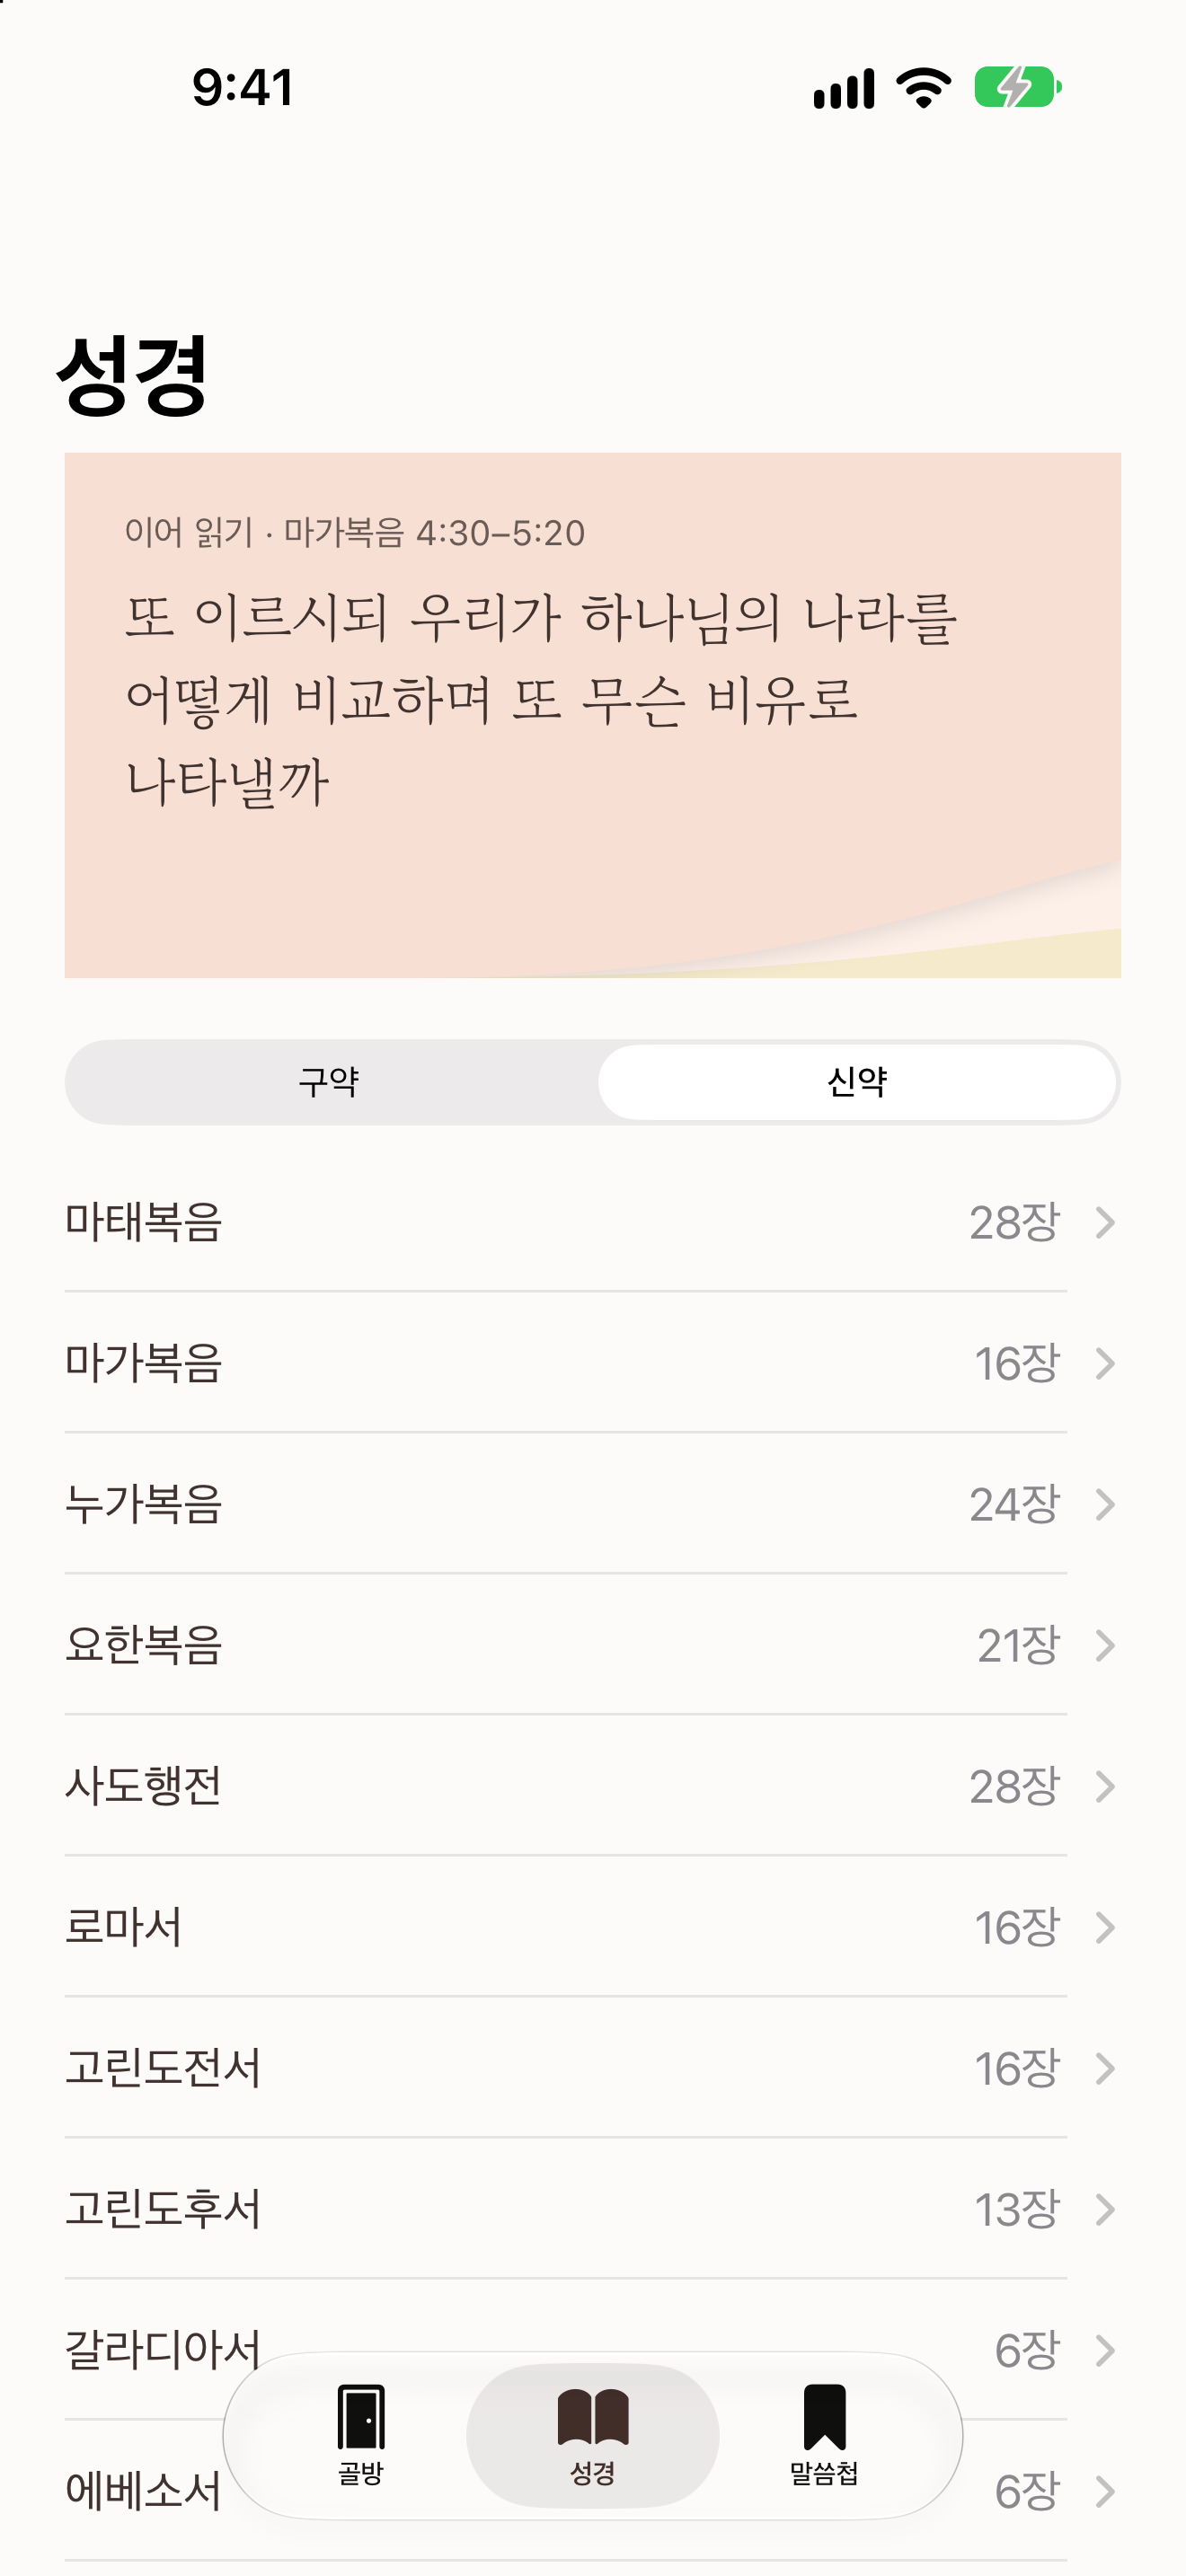 9:41
성경
이어 읽기 · 마가복음 4:30–5:20
또 이르시되 우리가 하나님의 나라를
어떻게 비교하며 또 무슨 비유로
나타낼까
구약 신약
마태복음 28장
마가복음 16장
누가복음 24장
요한복음 21장
사도행전 28장
로마서 16장
고린도전서 16장
고린도후서 13장
갈라디아서 6장
에베소서 6장
골방 성경 말씀첩